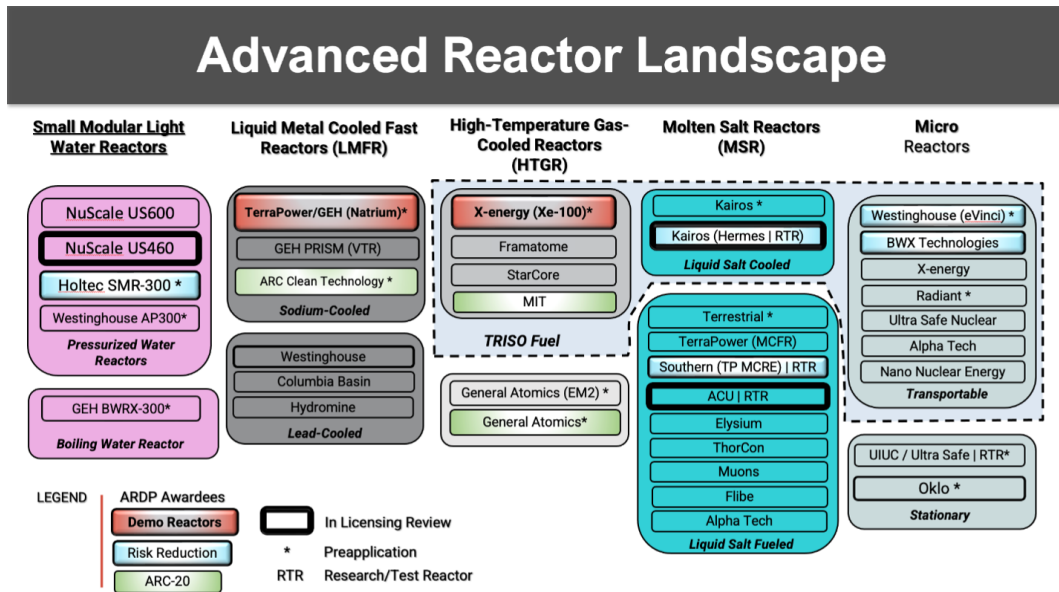 Advanced Reactor Landscape
Small Modular Light
Water Reactors
NuScale US600
NuScale US460
Holtec SMR-300 *
Westinghouse AP300*
Pressurized Water
Reactors
GEH BWRX-300*
Boiling Water Reactor
Liquid Metal Cooled Fast
Reactors (LMFR)
TerraPower/GEH (Natrium)*
GEH PRISM (VTR)
ARC Clean Technology *
Sodium-Cooled
Westinghouse
Columbia Basin
Hydromine
Lead-Cooled
High-Temperature Gas-
Cooled Reactors
(HTGR)
X-energy (Xe-100)*
Framatome
StarCore
MIT
TRISO Fuel
General Atomics (EM2) *
General Atomics*
Molten Salt Reactors
(MSR)
Kairos *
Kairos (Hermes | RTR)
Liquid Salt Cooled
Terrestrial *
TerraPower (MCFR)
Southern (TP MCRE) | RTR
ACU | RTR
Elysium
ThorCon
Muons
Flibe
Alpha Tech
Liquid Salt Fueled
Micro
Reactors
Westinghouse (eVinci) *
BWX Technologies
X-energy
Radiant *
Ultra Safe Nuclear
Alpha Tech
Nano Nuclear Energy
Transportable
UIUC / Ultra Safe | RTR*
Oklo *
Stationary
LEGEND
ARDP Awardees
Demo Reactors
Risk Reduction
ARC-20
In Licensing Review
* Preapplication
RTR Research/Test Reactor